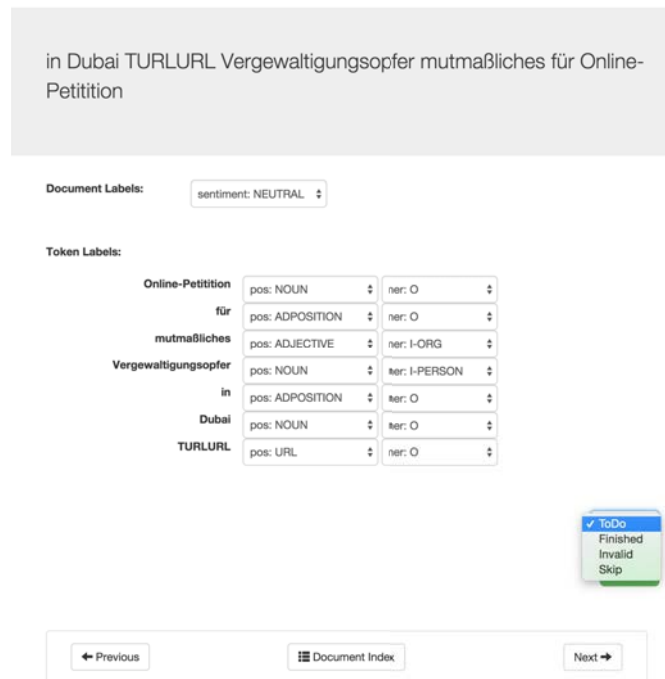 in Dubai TURLURL Vergewaltigungsopfer mutmaßliches für Online-
Petitition
Document Labels: sentiment: NEUTRAL
Token Labels:
Online-Petitition pos: NOUN ner: O
für pos: ADPOSITION ner: O
mutmaßliches pos: ADJECTIVE ner: I-ORG
Vergewaltigungsopfer pos: NOUN ner: I-PERSON
in pos: ADPOSITION ner: O
Dubai pos: NOUN ner: O
TURLURL pos: URL ner: O
ToDo
Finished
Invalid
Skip
Previous Document Index Next